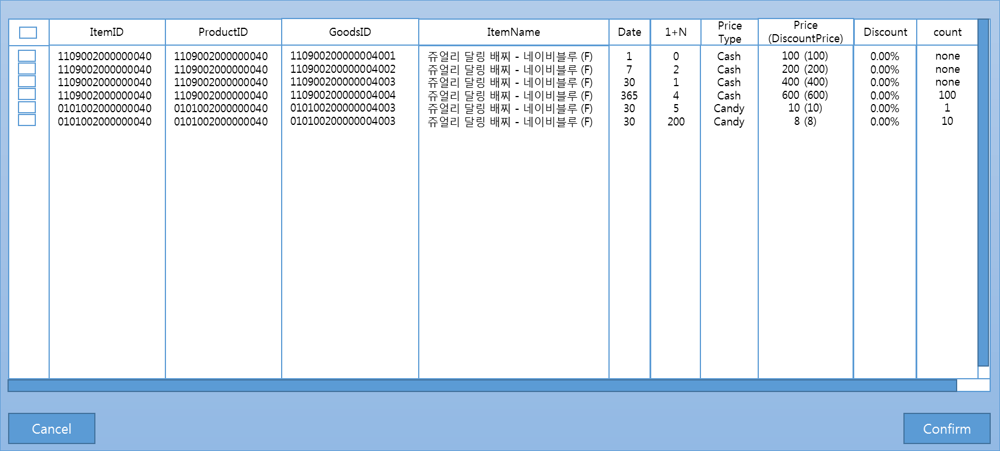 ItemID ProductID GoodsID ItemName Date 1+N Price Type Price (DiscountPrice) Discount count
1109002000000040 1109002000000040 110900200000004001 쥬얼리 달링 배찌 - 네이비블루 (F) 1 0 Cash 100 (100) 0.00% none
1109002000000040 1109002000000040 110900200000004002 쥬얼리 달링 배찌 - 네이비블루 (F) 7 2 Cash 200 (200) 0.00% none
1109002000000040 1109002000000040 110900200000004003 쥬얼리 달링 배찌 - 네이비블루 (F) 30 1 Cash 400 (400) 0.00% none
1109002000000040 1109002000000040 110900200000004004 쥬얼리 달링 배찌 - 네이비블루 (F) 365 4 Cash 600 (600) 0.00% 100
0101002000000040 0101002000000040 010100200000004003 쥬얼리 달링 배찌 - 네이비블루 (F) 30 5 Candy 10 (10) 0.00% 1
0101002000000040 0101002000000040 010100200000004003 쥬얼리 달링 배찌 - 네이비블루 (F) 30 200 Candy 8 (8) 0.00% 10
Cancel Confirm